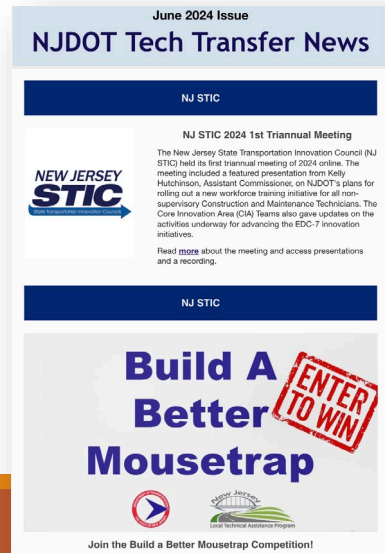 June 2024 Issue
NJDOT Tech Transfer News
NJ STIC
NEW JERSEY
STIC
State Transportation Innovation Councils
NJ STIC 2024 1st Triannual Meeting
The New Jersey State Transportation Innovation Council (NJ
STIC) held its first triannual meeting of 2024 online. The
meeting included a featured presentation from Kelly
Hutchinson, Assistant Commissioner, on NJDOT's plans for
rolling out a new workforce training initiative for all non-
supervisory Construction and Maintenance Technicians. The
Core Innovation Area (CIA) Teams also gave updates on the
activities underway for advancing the EDC-7 innovation
initiatives.
Read more about the meeting and access presentations
and a recording.
NJ STIC
Build A
Better
Mousetrap
ENTER
TO WIN
New Jersey
Local Technical Assistance Program
Join the Build a Better Mousetrap Competition!